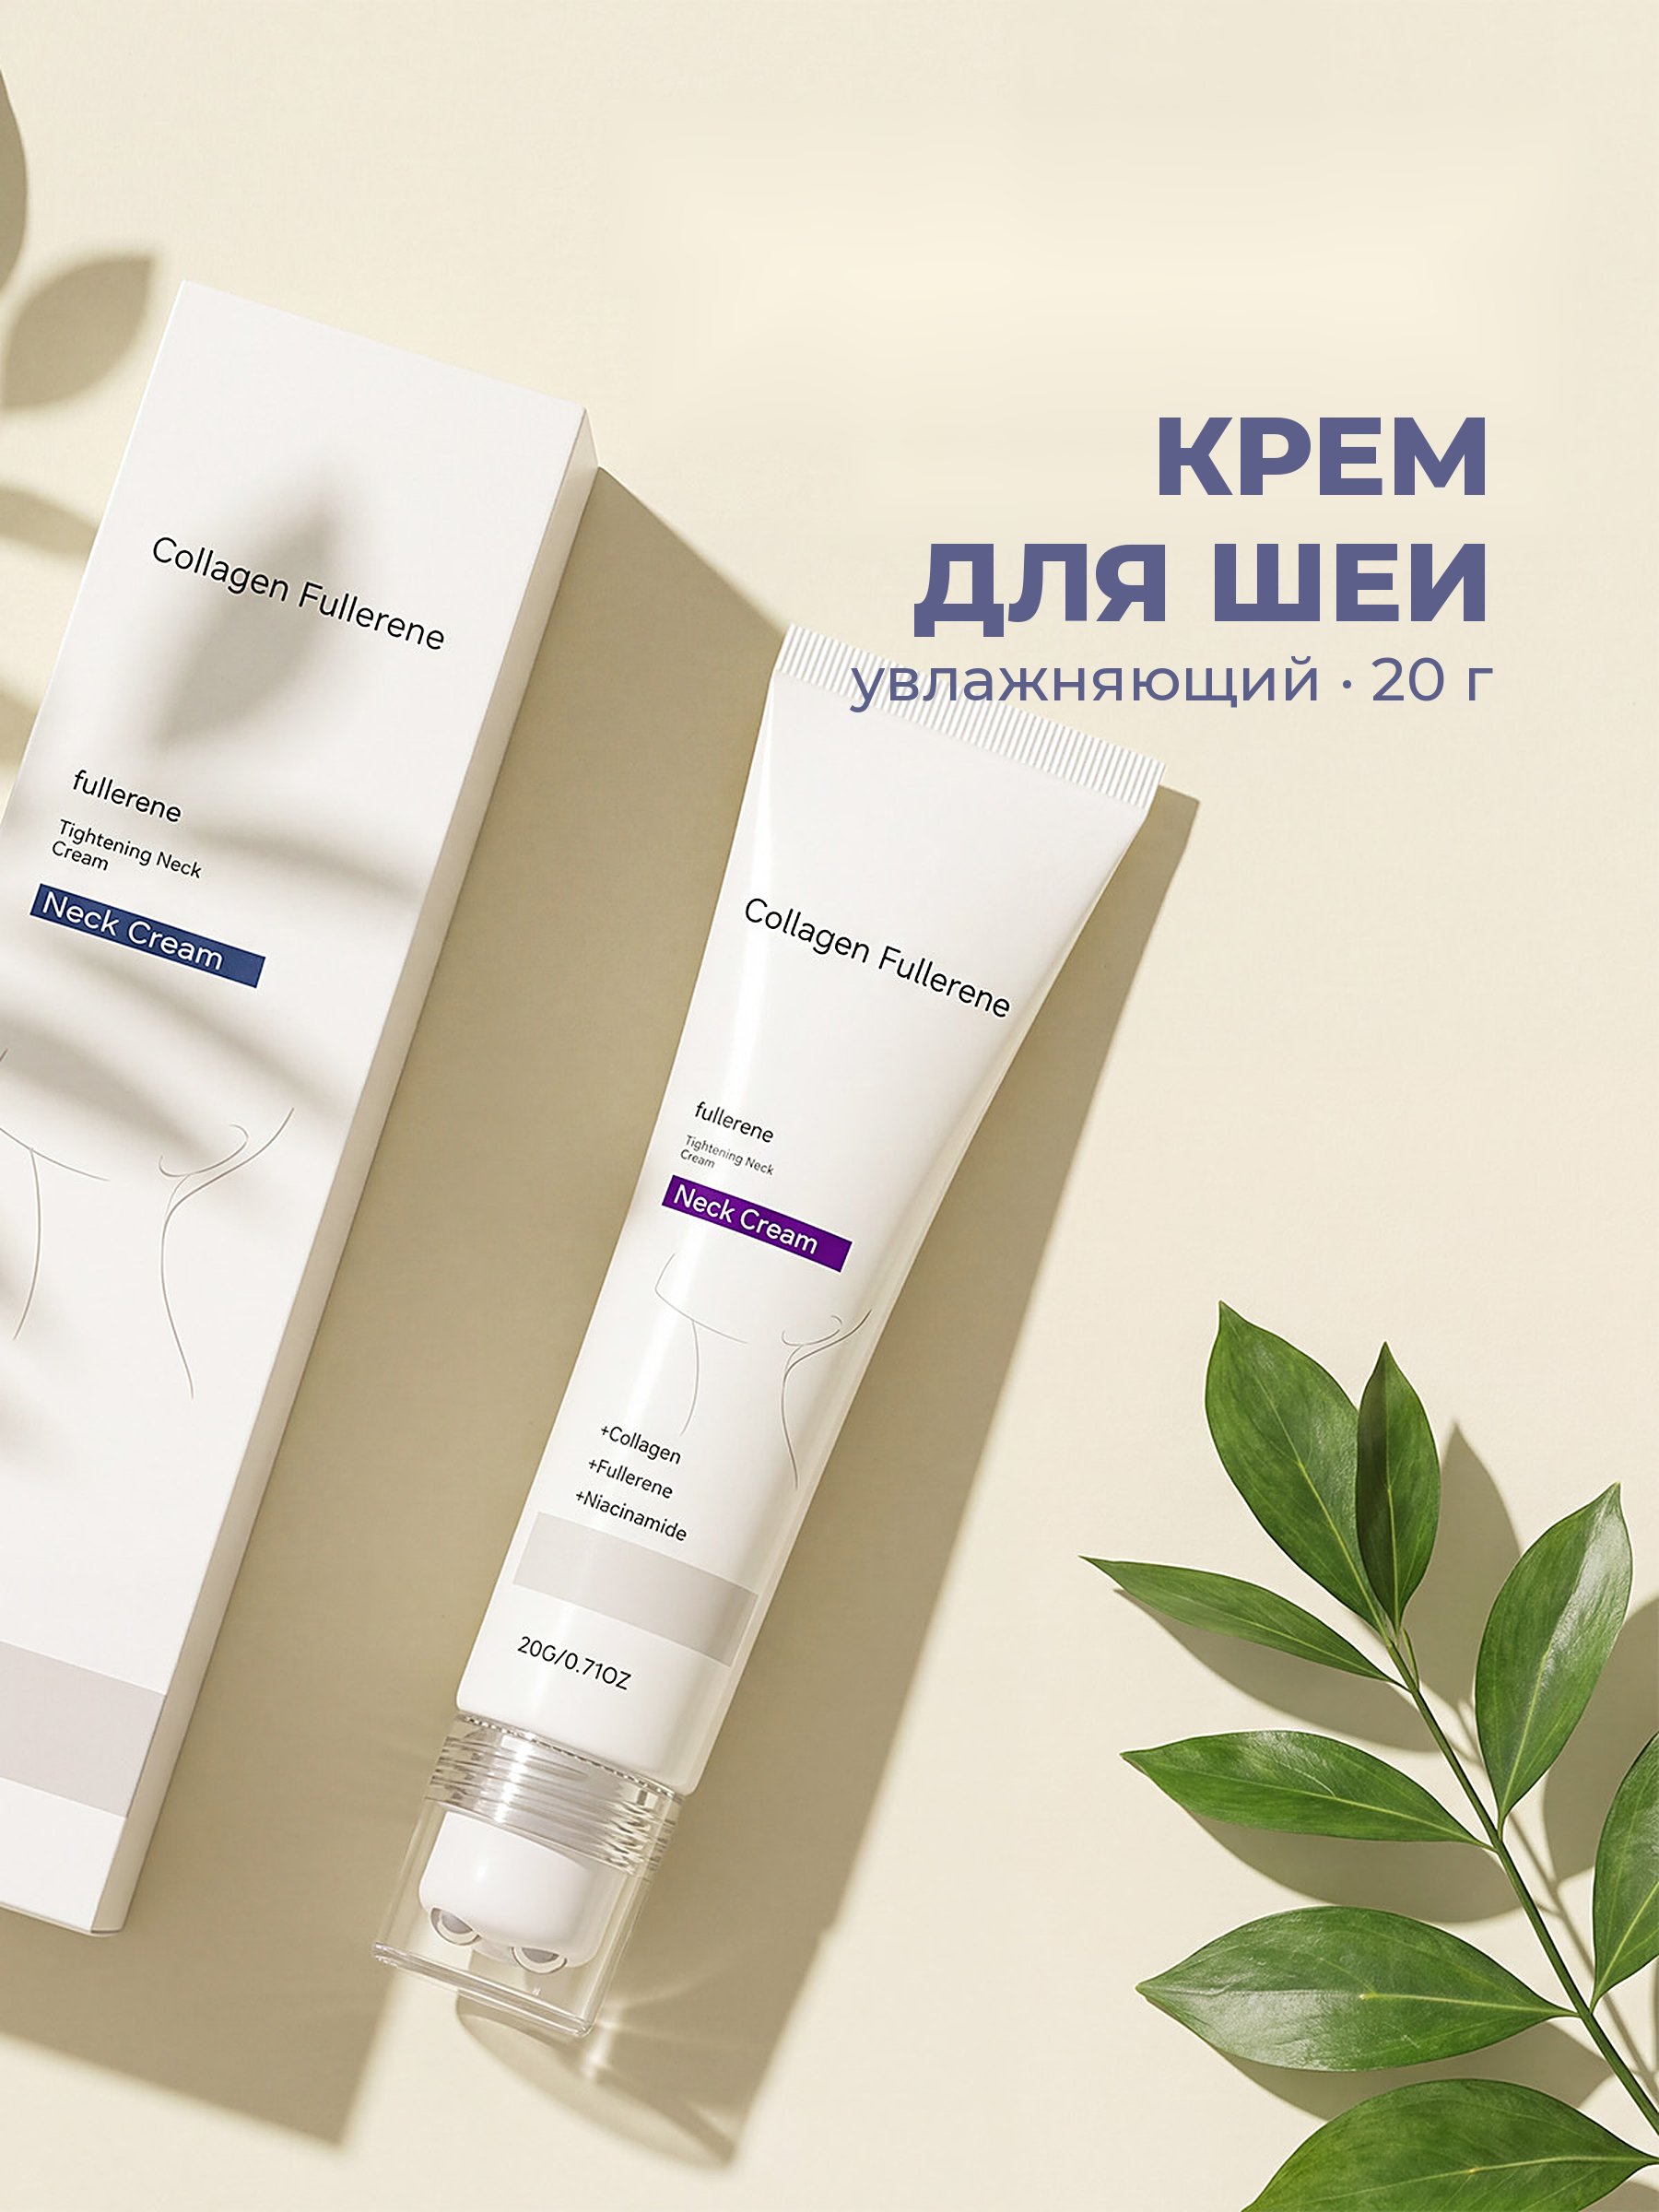 КРЕМ
ДЛЯ ШЕИ
увлажняющий · 20 г
Collagen Fullerene
fullerene
Tightening Neck
Cream
Neck Cream
Collagen Fullerene
fullerene
Tightening Neck
Cream
Neck Cream
+Collagen
+Fullerene
+Niacinamide
20G/0.71OZ